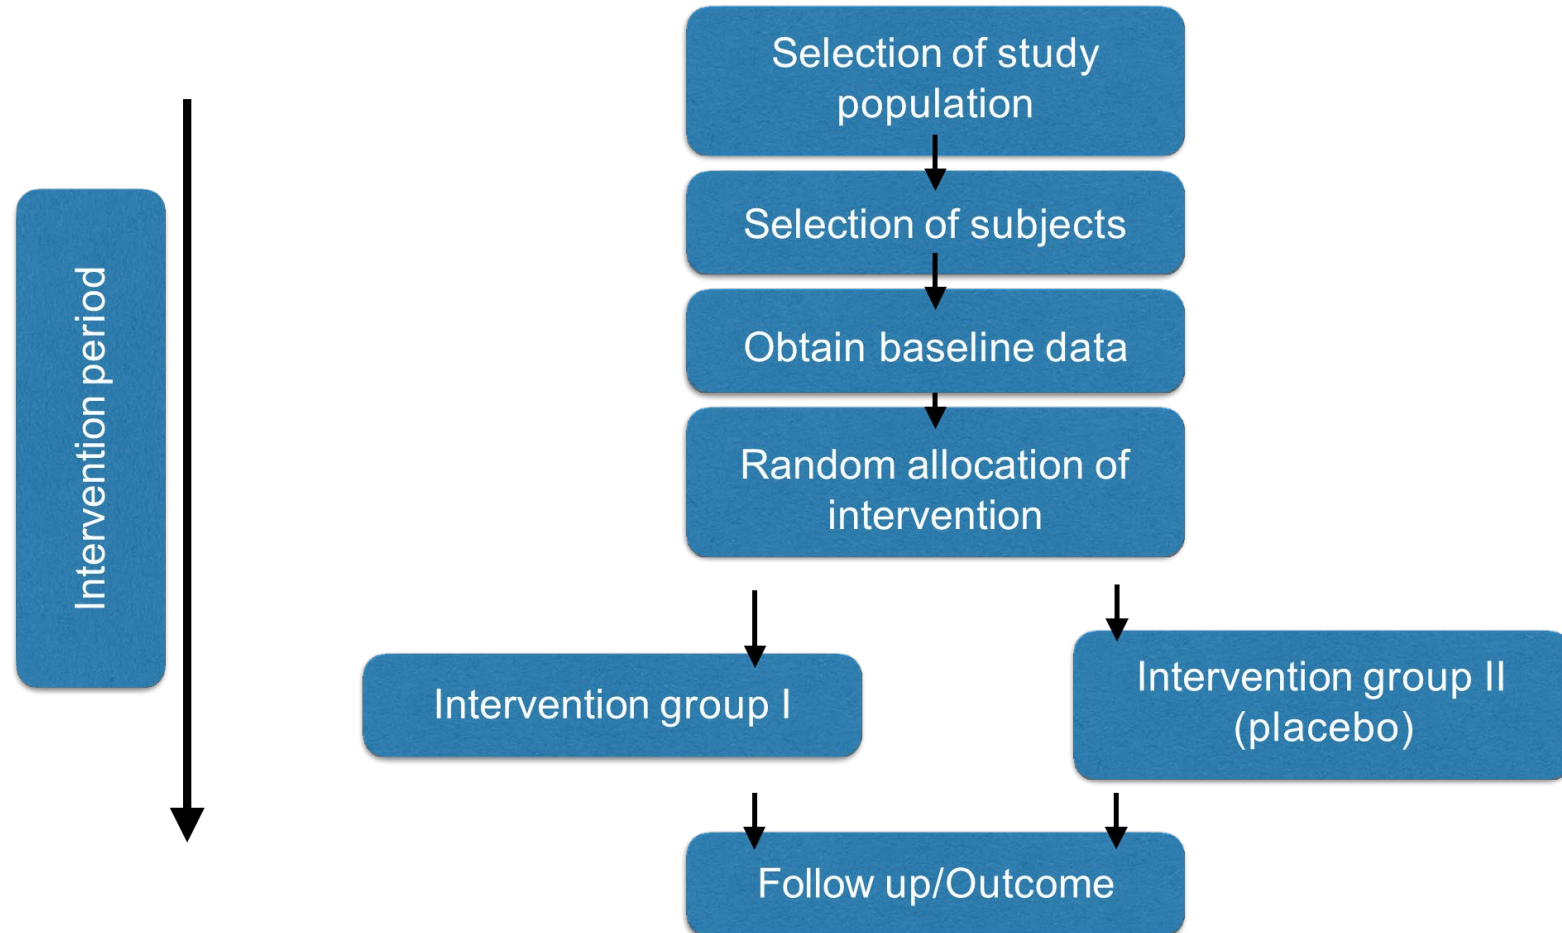 Selection of study
population
Selection of subjects
Obtain baseline data
Random allocation of
intervention
Intervention period
Intervention group I
Intervention group II
(placebo)
Follow up/Outcome